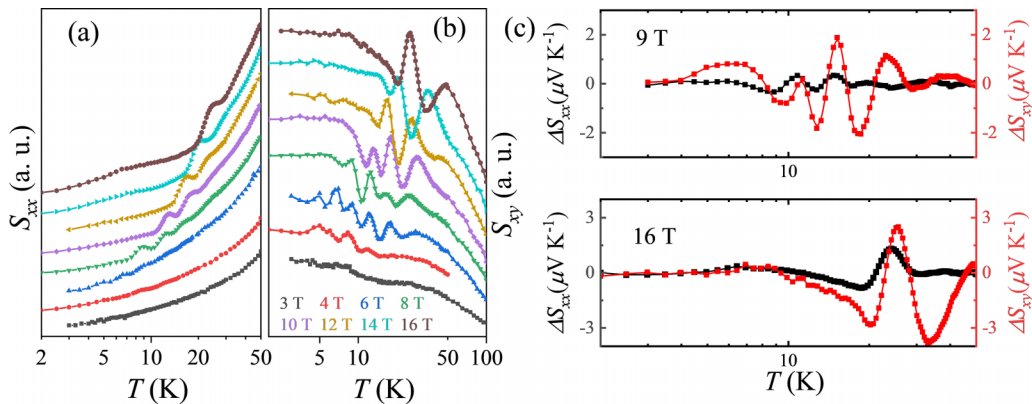 (a)
S_xx (a. u.)
2 10 20 50
T (K)
(b)
S_xy (a. u.)
3 T 4 T 6 T 8 T
10 T 12 T 14 T 16 T
5 10 50 100
T (K)
(c)
9 T
ΔS_xx(μV K⁻¹)
2
0
-2
ΔS_xy(μV K⁻¹)
2
0
-2
10
16 T
ΔS_xx(μV K⁻¹)
3
0
-3
ΔS_xy(μV K⁻¹)
3
0
-3
10
T (K)